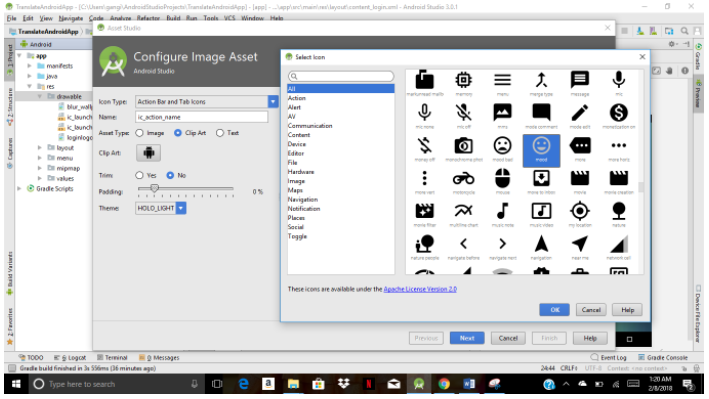 TranslateAndroidApp - [C:\Users\gangi\AndroidStudioProjects\TranslateAndroidApp] - [app] - ...\app\src\main\res\layout\content_login.xml - Android Studio 3.0.1
File Edit View Navigate Code Analyze Refactor Build Run Tools VCS Window Help
TranslateAndroidApp
Asset Studio
Android
app
manifests
java
res
drawable
blur_wallp
ic_launch
ic_launch
loginlogo
layout
menu
mipmap
values
Gradle Scripts
1: Project
7: Structure
Captures
Build Variants
2: Favorites
Configure Image Asset
Android Studio
Icon Type: Action Bar and Tab Icons
Name: ic_action_name
Asset Type: Image Clip Art Text
Clip Art:
Trim: Yes No
Padding: 0 %
Theme: HOLO_LIGHT
Previous Next Cancel Finish Help
Select Icon
All
Action
Alert
AV
Communication
Content
Device
Editor
File
Hardware
Image
Maps
Navigation
Notification
Places
Social
Toggle
markunread mailb memory menu merge type message mic
mic none mic off mms mode comment mode edit monetization on
money off monochrome phot mood bad mood more more horiz
more vert motorcycle mouse move to inbox movie movie creation
movie filter multiline chart music note music video my location nature
nature people navigate before navigate next navigation near me network cell
These icons are available under the Apache License Version 2.0
OK Cancel Help
Gradle
Preview
Device File Explorer
TODO 6: Logcat Terminal 0: Messages Event Log Gradle Console
Gradle build finished in 3s 556ms (36 minutes ago) 24:44 CRLF UTF-8 Context: <no context>
Type here to search
1:20 AM
2/8/2018